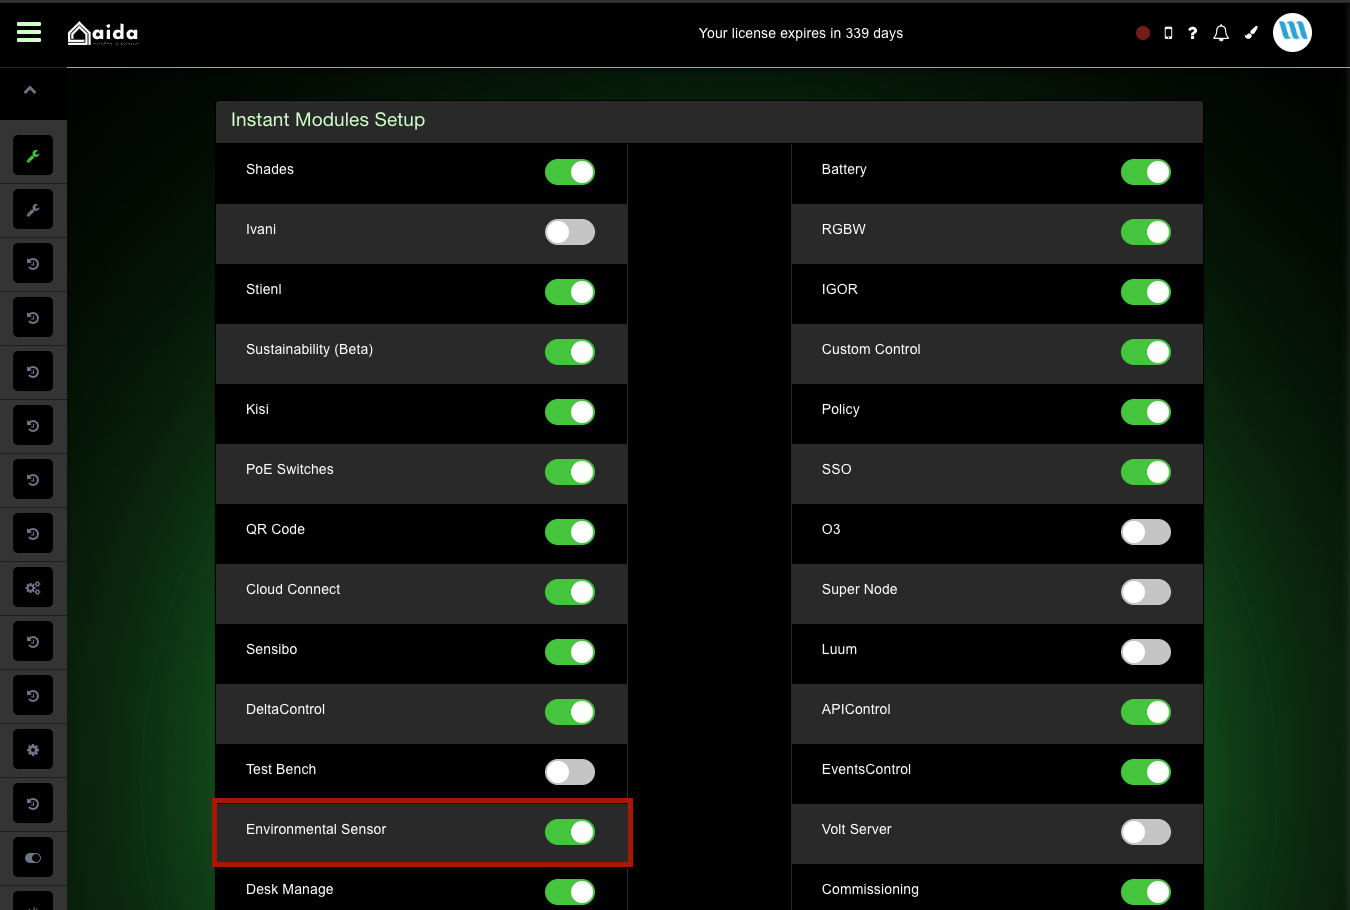 aida
Your license expires in 339 days
?
Instant Modules Setup
Shades
Battery
Ivani
RGBW
Stienl
IGOR
Sustainability (Beta)
Custom Control
Kisi
Policy
PoE Switches
SSO
QR Code
O3
Cloud Connect
Super Node
Sensibo
Luum
DeltaControl
APIControl
Test Bench
EventsControl
Environmental Sensor
Volt Server
Desk Manage
Commissioning